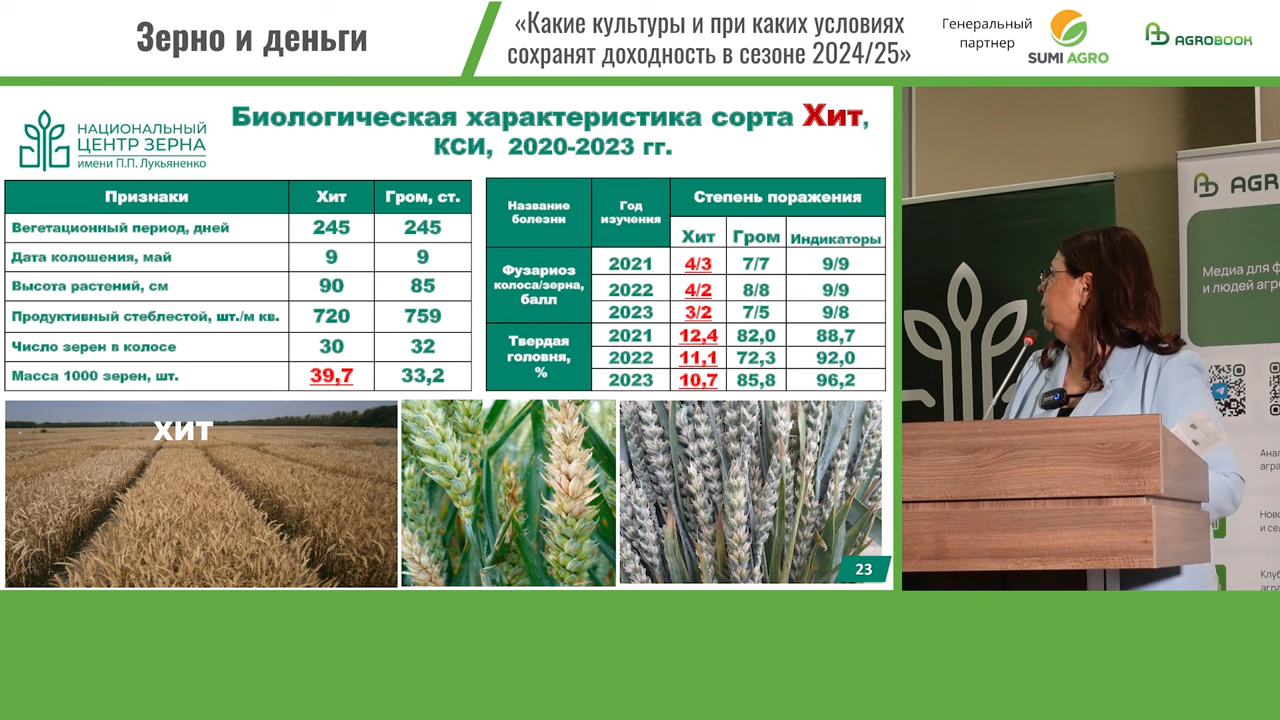 Зерно и деньги
«Какие культуры и при каких условиях
сохранят доходность в сезоне 2024/25»
Генеральный
партнер
SUMI AGRO
AGROBOOK
НАЦИОНАЛЬНЫЙ
ЦЕНТР ЗЕРНА
имени П.П. Лукьяненко
Биологическая характеристика сорта Хит,
КСИ, 2020-2023 гг.
Признаки Хит Гром, ст.
Вегетационный период, дней 245 245
Дата колошения, май 9 9
Высота растений, см 90 85
Продуктивный стеблестой, шт./м кв. 720 759
Число зерен в колосе 30 32
Масса 1000 зерен, шт. 39,7 33,2
Название
болезни
Год
изучения
Степень поражения
Хит Гром Индикаторы
Фузариоз
колоса/зерна,
балл
2021 4/3 7/7 9/9
2022 4/2 8/8 9/9
2023 3/2 7/5 9/8
Твердая
головня,
%
2021 12,4 82,0 88,7
2022 11,1 72,3 92,0
2023 10,7 85,8 96,2
ХИТ
23
AGR
Медиа для ф
и людей агр
Ана
агра
Ново
и сел
Клуб